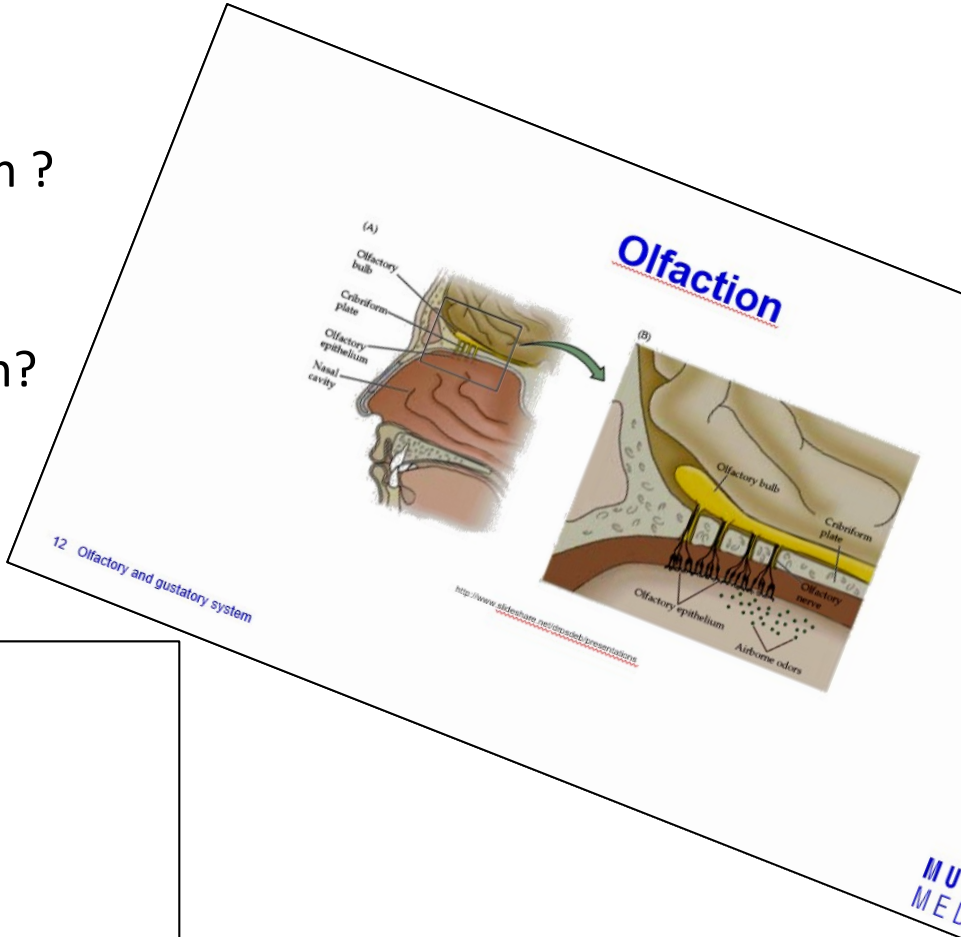 n ?
n?
Olfaction
(A)
Olfactory
bulb
Cribriform
plate
Olfactory
epithelium
Nasal
cavity
(B)
Olfactory bulb
Cribriform
plate
Olfactory
nerve
Olfactory epithelium
Airborne odors
http://www.slideshare.net/drpsdeb/presentations
12 Olfactory and gustatory system
MU
MED